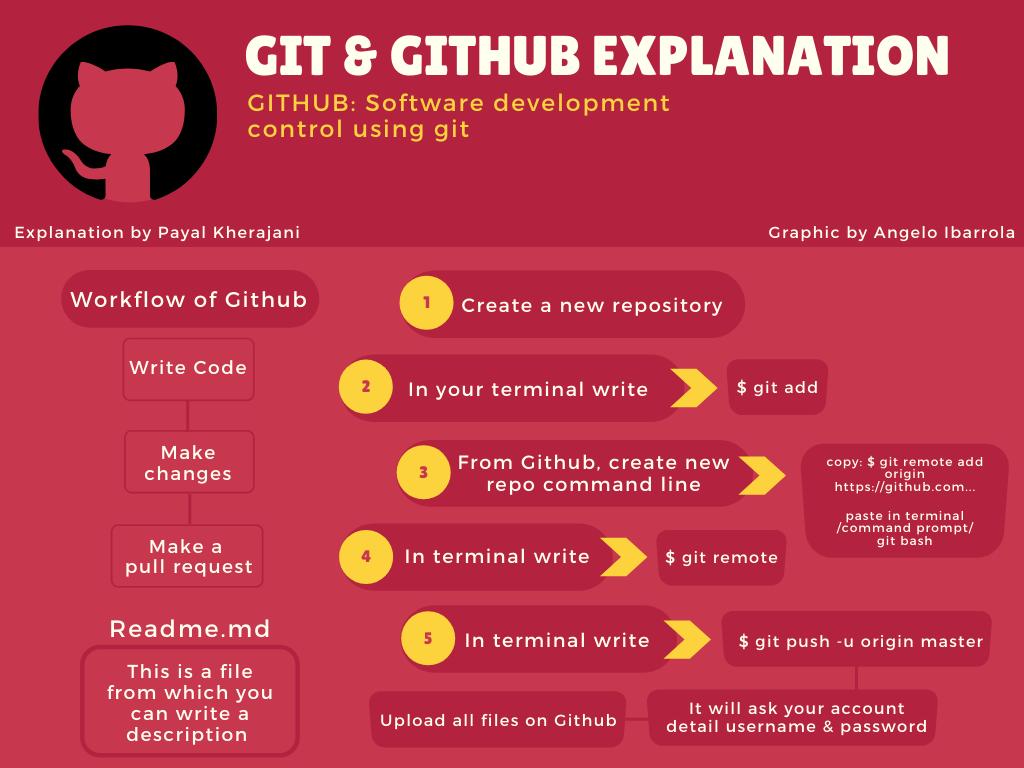 GIT & GITHUB EXPLANATION
GITHUB: Software development
control using git
Explanation by Payal Kherajani
Graphic by Angelo Ibarrola
Workflow of Github
Write Code
Make
changes
Make a
pull request
Readme.md
This is a file
from which you
can write a
description
1
Create a new repository
2
In your terminal write
$ git add
3
From Github, create new
repo command line
copy: $ git remote add
origin
https://github.com...
paste in terminal
/command prompt/
git bash
4
In terminal write
$ git remote
5
In terminal write
$ git push -u origin master
It will ask your account
detail username & password
Upload all files on Github